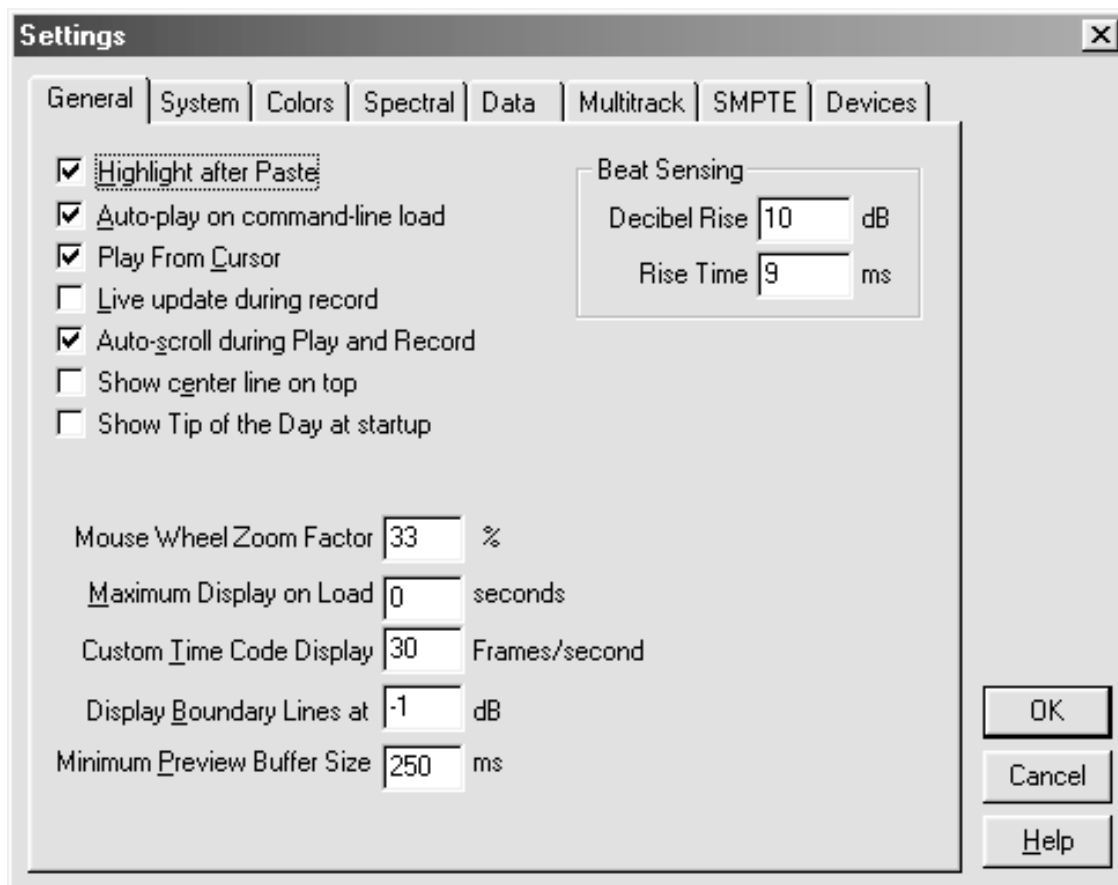 Settings
General System Colors Spectral Data Multitrack SMPTE Devices
Highlight after Paste
Auto-play on command-line load
Play From Cursor
Live update during record
Auto-scroll during Play and Record
Show center line on top
Show Tip of the Day at startup
Beat Sensing
Decibel Rise 10 dB
Rise Time 9 ms
Mouse Wheel Zoom Factor 33 %
Maximum Display on Load 0 seconds
Custom Time Code Display 30 Frames/second
Display Boundary Lines at -1 dB
Minimum Preview Buffer Size 250 ms
OK
Cancel
Help